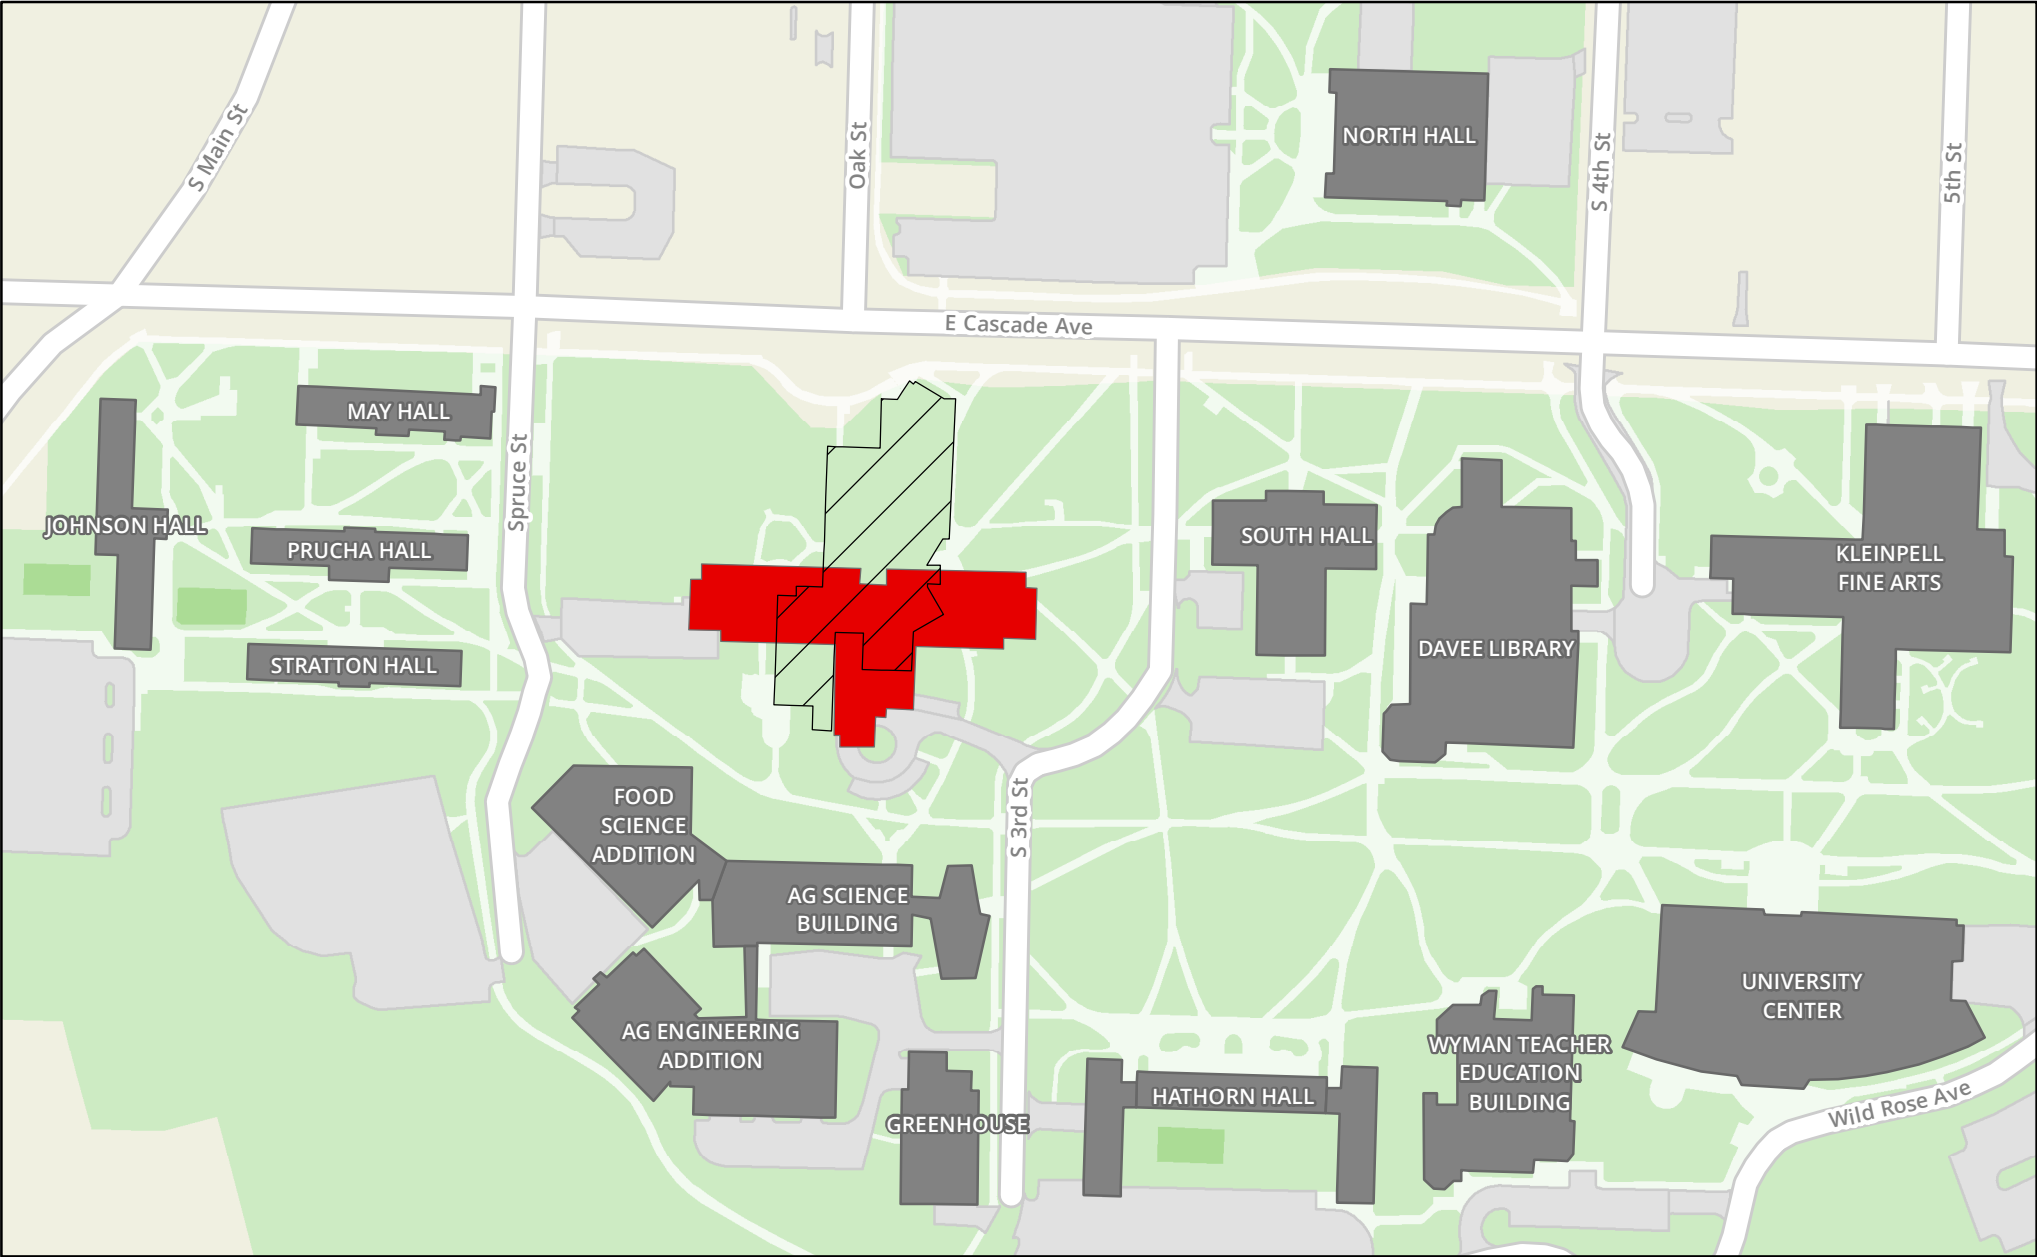 S Main St
Oak St
NORTH HALL
S 4th St
5th St
E Cascade Ave
MAY HALL
Spruce St
JOHNSON HALL
PRUCHA HALL
STRATTON HALL
SOUTH HALL
DAVEE LIBRARY
KLEINPELL
FINE ARTS
FOOD
SCIENCE
ADDITION
S 3rd St
AG SCIENCE
BUILDING
AG ENGINEERING
ADDITION
GREENHOUSE
HATHORN HALL
WYMAN TEACHER
EDUCATION
BUILDING
UNIVERSITY
CENTER
Wild Rose Ave